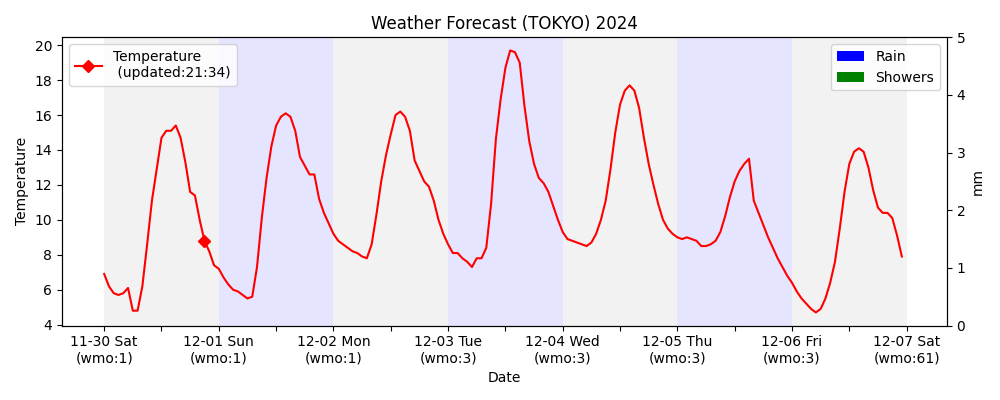 Weather Forecast (TOKYO) 2024
Temperature
(updated:21:34)
Rain
Showers
20
18
16
14
12
10
8
6
4
Temperature
5
4
3
2
1
0
mm
11-30 Sat 12-01 Sun 12-02 Mon 12-03 Tue 12-04 Wed 12-05 Thu 12-06 Fri 12-07 Sat
(wmo:1) (wmo:1) (wmo:1) (wmo:3) (wmo:3) (wmo:3) (wmo:3) (wmo:61)
Date